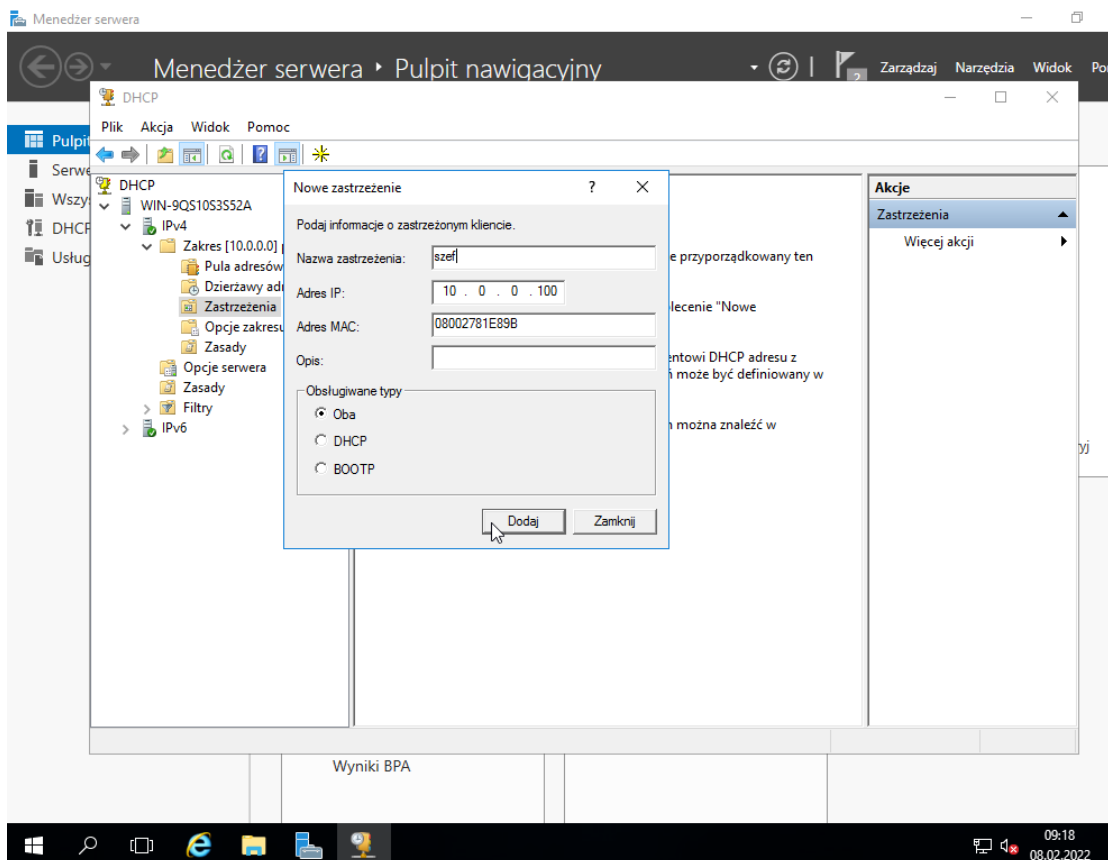 Menedżer serwera
Menedżer serwera • Pulpit nawigacyjny
2
Zarządzaj Narzędzia Widok
DHCP
Plik Akcja Widok Pomoc
Pulpit
DHCP
DHCP
WIN-9QS10S3S52A
IPv4
Zakres [10.0.0.0]
Pula adresów
Dzierżawy
Zastrzeżenia
Opcje zakresu
Zasady
Opcje serwera
Zasady
Filtry
IPv6
Nowe zastrzeżenie
? 
Podaj informacje o zastrzeżonym kliencie.
Nazwa zastrzeżenia: szef
Adres IP: 10 . 0 . 0 . 100
Adres MAC: 08002781E89B
Opis:
Obsługiwane typy
Oba
DHCP
BOOTP
Dodaj Zamknij
przyporządkowany ten
"Nowe
DHCP adresu z
może być definiowany w
można znaleźć w
Akcje
Zastrzeżenia
Więcej akcji
Wyniki BPA
09:18
08.02.2022